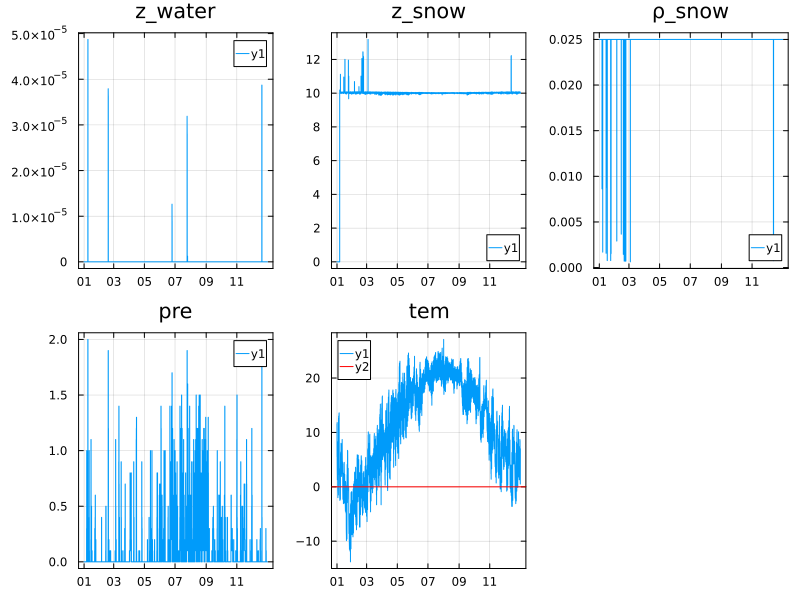 z_water
5.0×10⁻⁵
4.0×10⁻⁵
3.0×10⁻⁵
2.0×10⁻⁵
1.0×10⁻⁵
0
01 03 05 07 09 11
y1
z_snow
12
10
8
6
4
2
0
01 03 05 07 09 11
y1
ρ_snow
0.025
0.020
0.015
0.010
0.005
0.000
01 03 05 07 09 11
y1
pre
2.0
1.5
1.0
0.5
0.0
01 03 05 07 09 11
y1
tem
y1
y2
20
10
0
−10
01 03 05 07 09 11